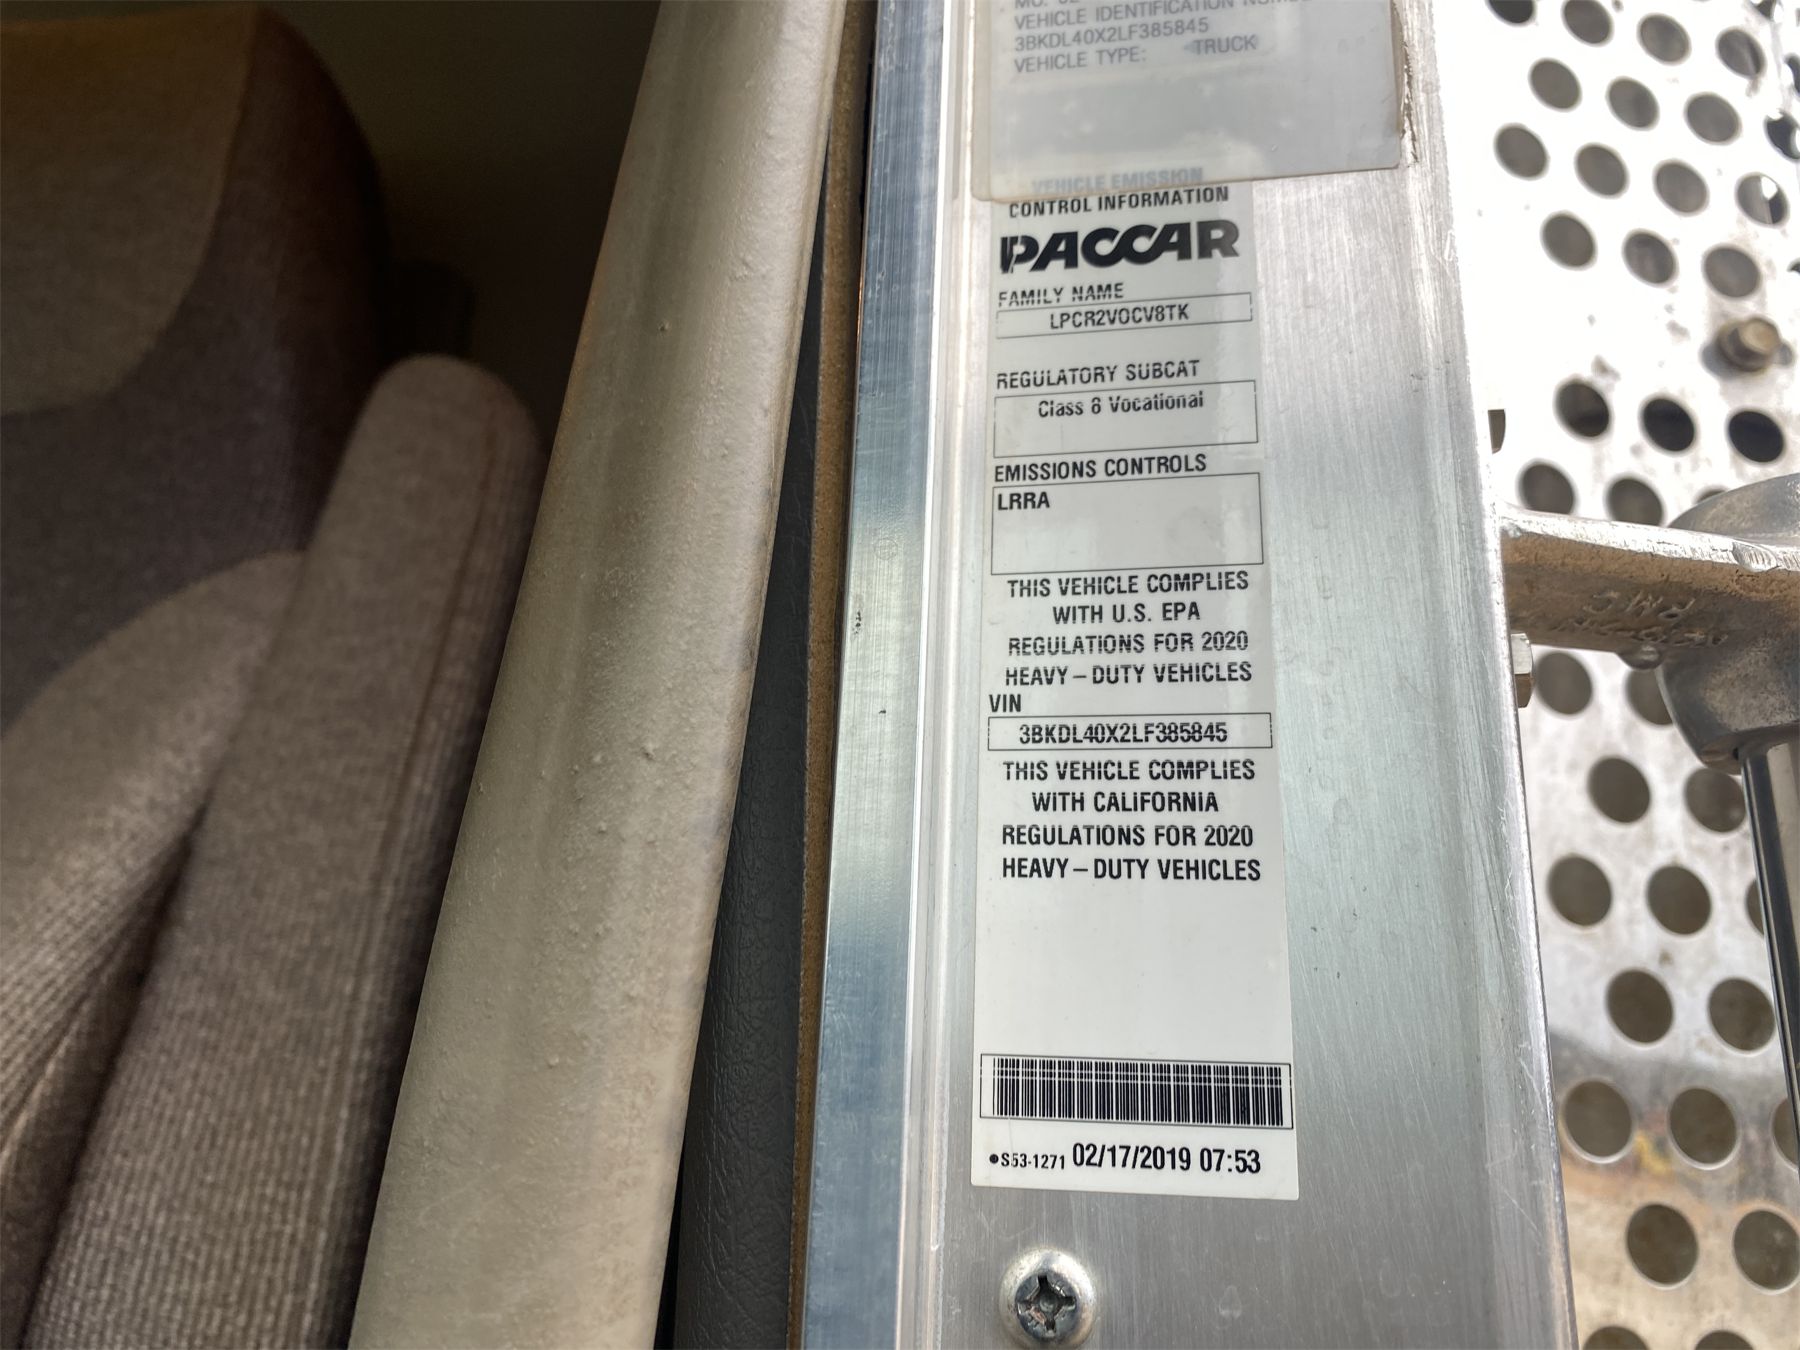 VEHICLE IDENTIFICATION
3BKDL40X2LF385845
VEHICLE TYPE: TRUCK
VEHICLE EMISSION
CONTROL INFORMATION
PACCAR
FAMILY NAME
LPCR2VOCV8TK
REGULATORY SUBCAT
Class 8 Vocational
EMISSIONS CONTROLS
LRRA
THIS VEHICLE COMPLIES
WITH U.S. EPA
REGULATIONS FOR 2020
HEAVY-DUTY VEHICLES
VIN
3BKDL40X2LF385845
THIS VEHICLE COMPLIES
WITH CALIFORNIA
REGULATIONS FOR 2020
HEAVY-DUTY VEHICLES
•S53-1271 02/17/2019 07:53